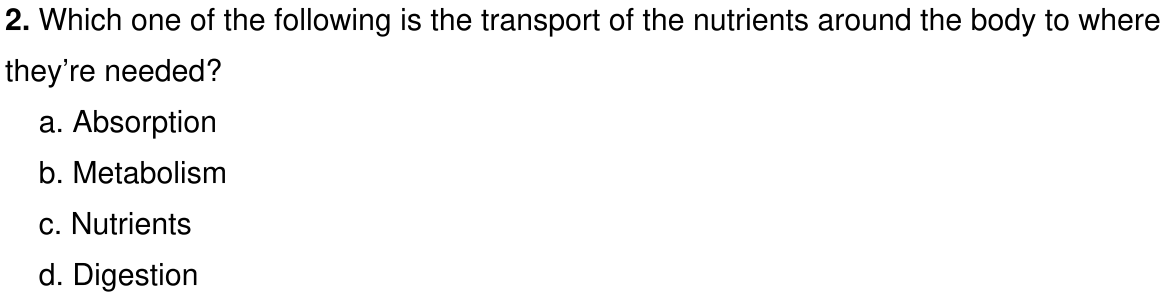 2. Which one of the following is the transport of the nutrients around the body to where
they’re needed?
a. Absorption
b. Metabolism
c. Nutrients
d. Digestion